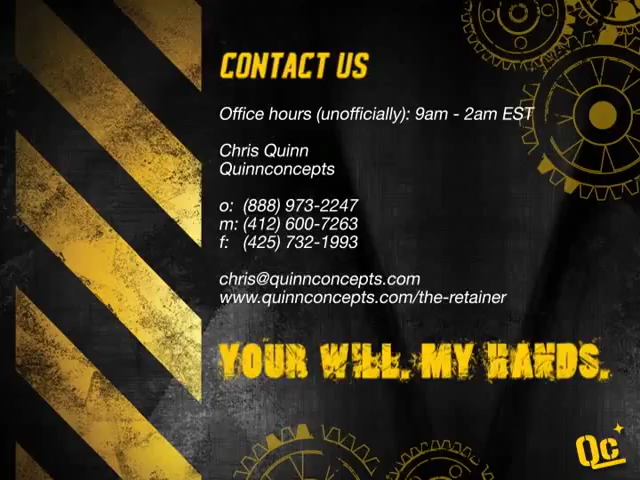 CONTACT US
Office hours (unofficially): 9am - 2am EST
Chris Quinn
Quinnconcepts
o: (888) 973-2247
m: (412) 600-7263
f: (425) 732-1993
chris@quinnconcepts.com
www.quinnconcepts.com/the-retainer
YOUR WILL. MY HANDS.
Qc